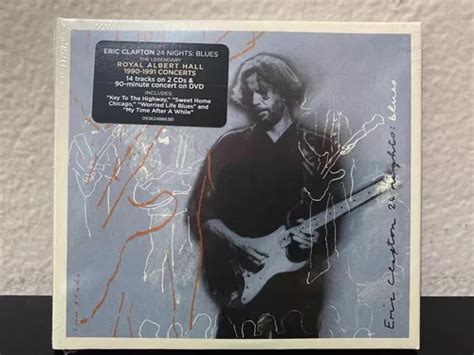 ERIC CLAPTON 24 NIGHTS: BLUES
THE LEGENDARY
ROYAL ALBERT HALL
1990-1991 CONCERTS
14 tracks on 2 CDs &
90-minute concert on DVD
INCLUDES:
"Key To The Highway," "Sweet Home
Chicago," "Worried Life Blues" and
"My Time After A While"
Eric Clapton 24 nights: blues